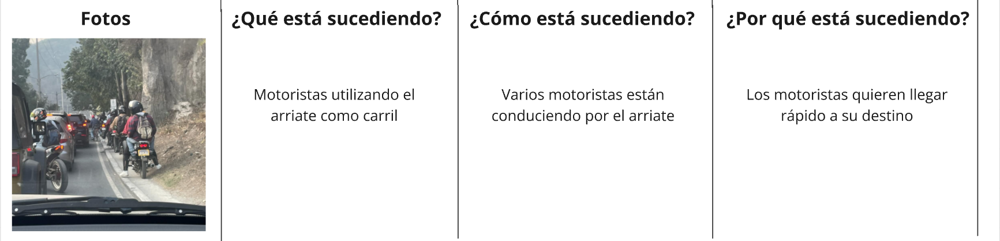 Fotos
¿Qué está sucediendo?
¿Cómo está sucediendo?
¿Por qué está sucediendo?
Motoristas utilizando el
arriate como carril
Varios motoristas están
conduciendo por el arriate
Los motoristas quieren llegar
rápido a su destino